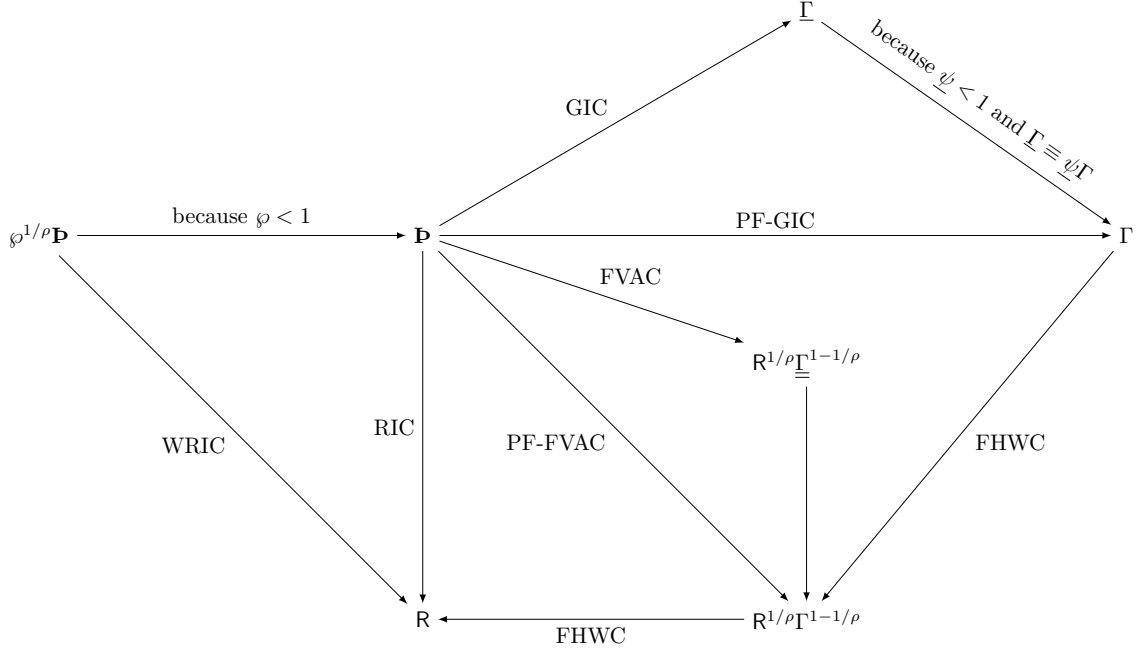 Γ̲
because ψ̲ < 1 and Γ̲ ≡ ψ̲Γ
GIC
℘^{1/ρ}Þ
because ℘ < 1
Þ
PF-GIC
Γ
FVAC
R^{1/ρ}Γ̳^{1−1/ρ}
WRIC
RIC
PF-FVAC
FHWC
R
FHWC
R^{1/ρ}Γ^{1−1/ρ}